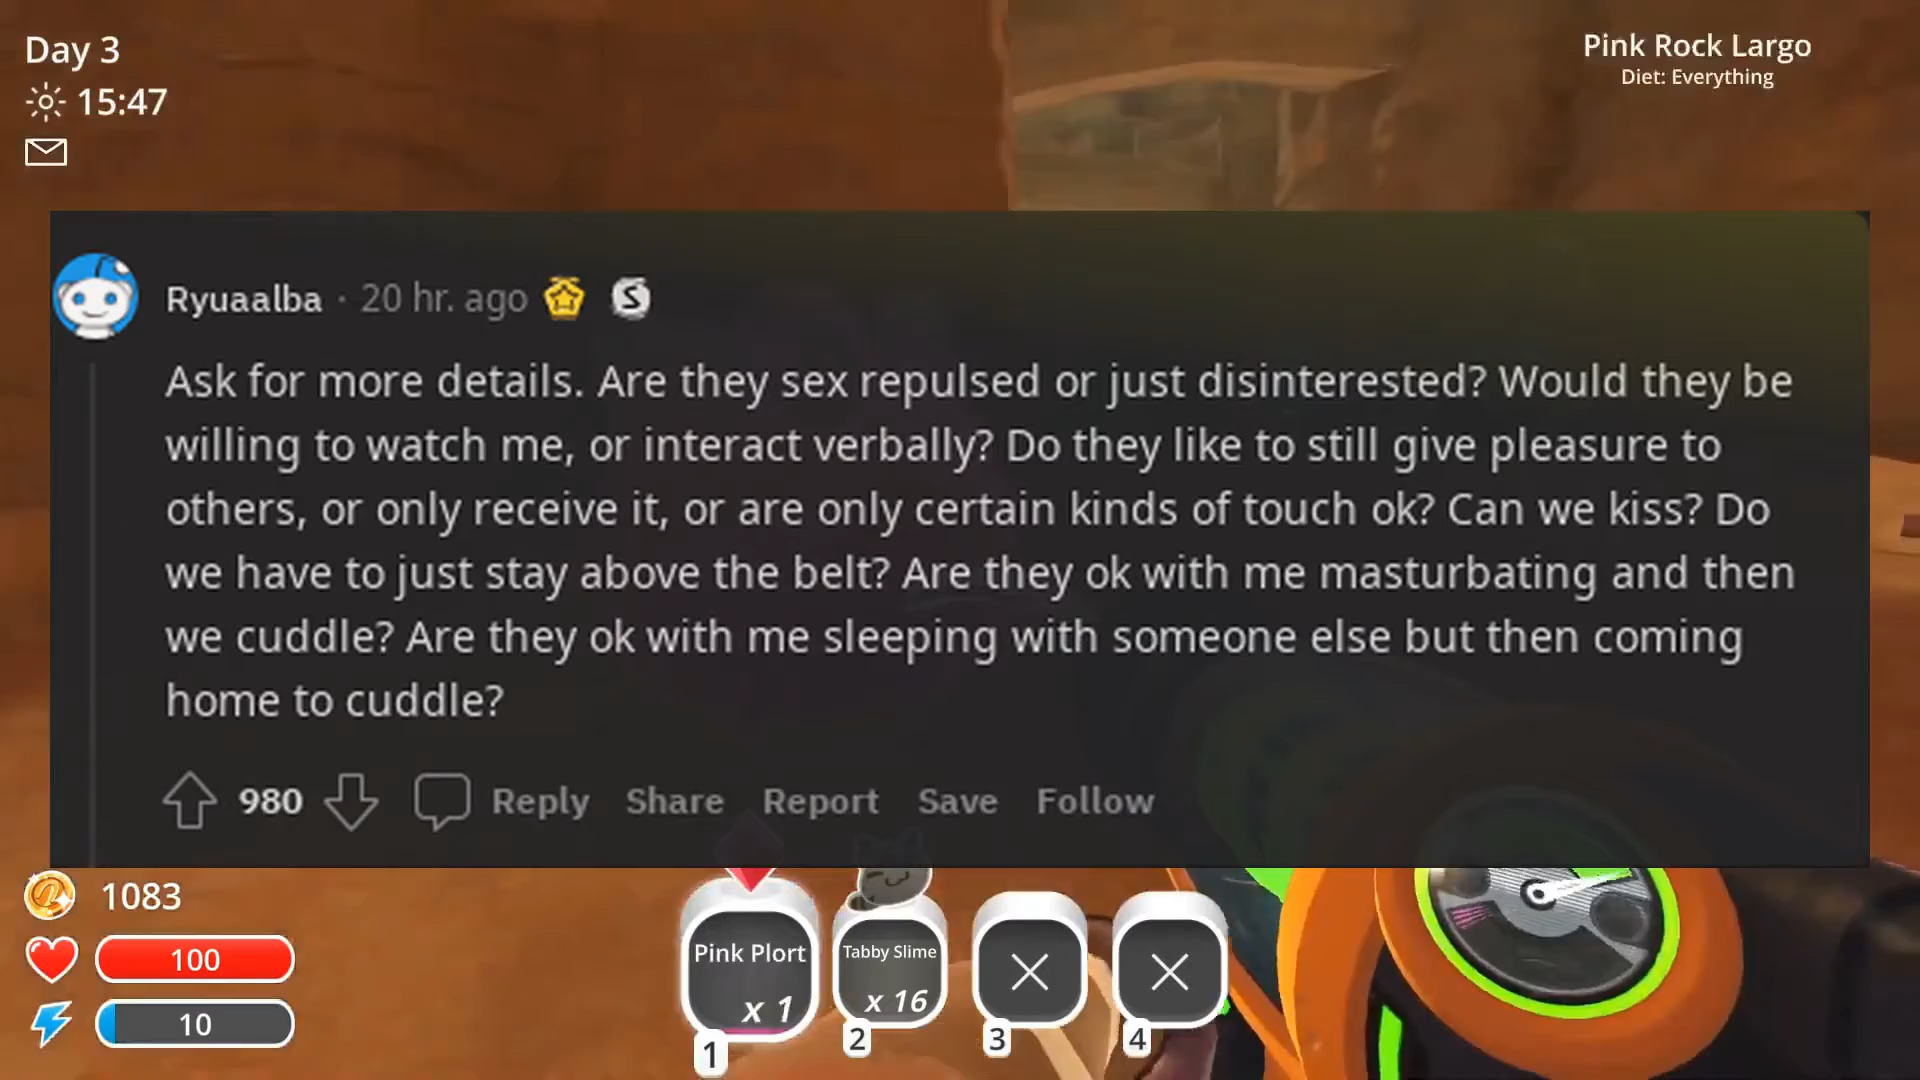 Day 3
15:47
Pink Rock Largo
Diet: Everything
Ryuaalba · 20 hr. ago
Ask for more details. Are they sex repulsed or just disinterested? Would they be
willing to watch me, or interact verbally? Do they like to still give pleasure to
others, or only receive it, or are only certain kinds of touch ok? Can we kiss? Do
we have to just stay above the belt? Are they ok with me masturbating and then
we cuddle? Are they ok with me sleeping with someone else but then coming
home to cuddle?
980 Reply Share Report Save Follow
1083
100
10
Pink Plort
x 1
1
Tabby Slime
x 16
2
3
4